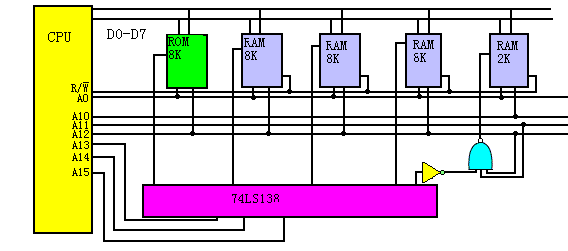 CPU
D0-D7
ROM
8K
RAM
8K
RAM
8K
RAM
8K
RAM
2K
R/W̅
A0
A10
A11
A12
A13
A14
A15
74LS138